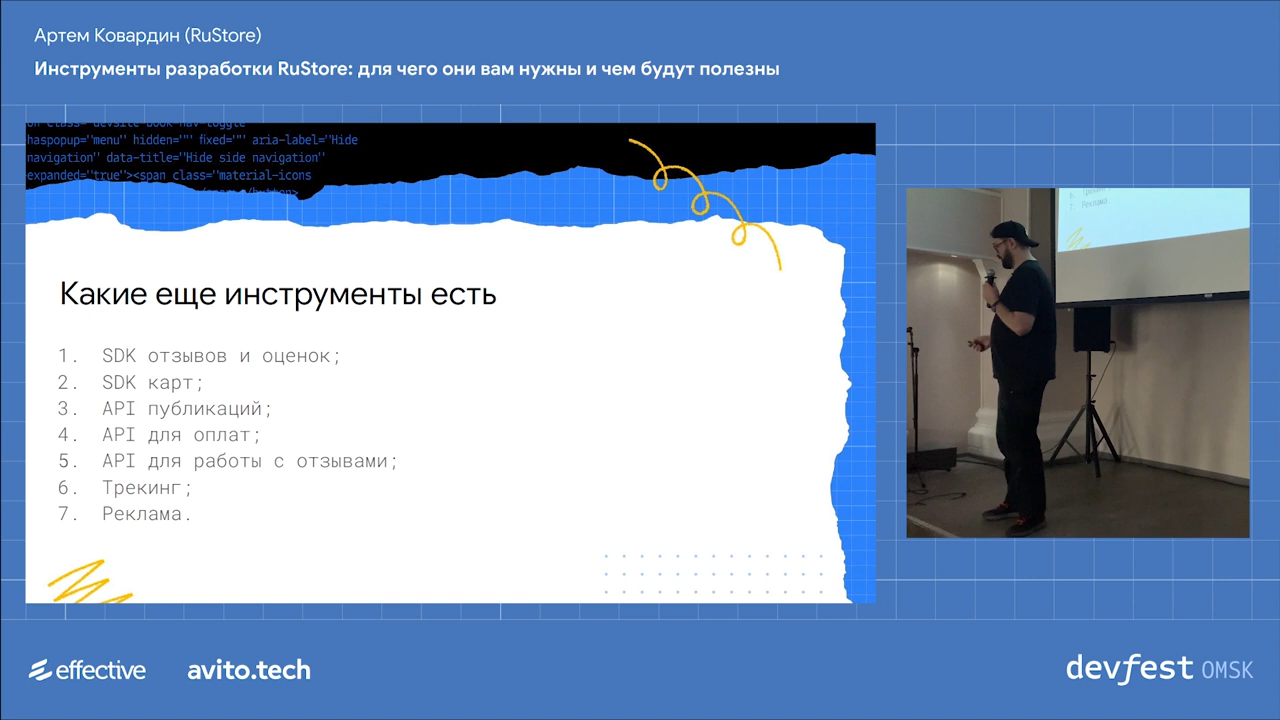 Артем Ковардин (RuStore)
Инструменты разработки RuStore: для чего они вам нужны и чем будут полезны
haspopup="menu" hidden="" fixed="" aria-label="Hide
navigation" data-title="Hide side navigation"
expanded="true"><span class="material-icons
Какие еще инструменты есть
1. SDK отзывов и оценок;
2. SDK карт;
3. API публикаций;
4. API для оплат;
5. API для работы с отзывами;
6. Трекинг;
7. Реклама.
7. Реклама.
effective
avito.tech
devfest OMSK